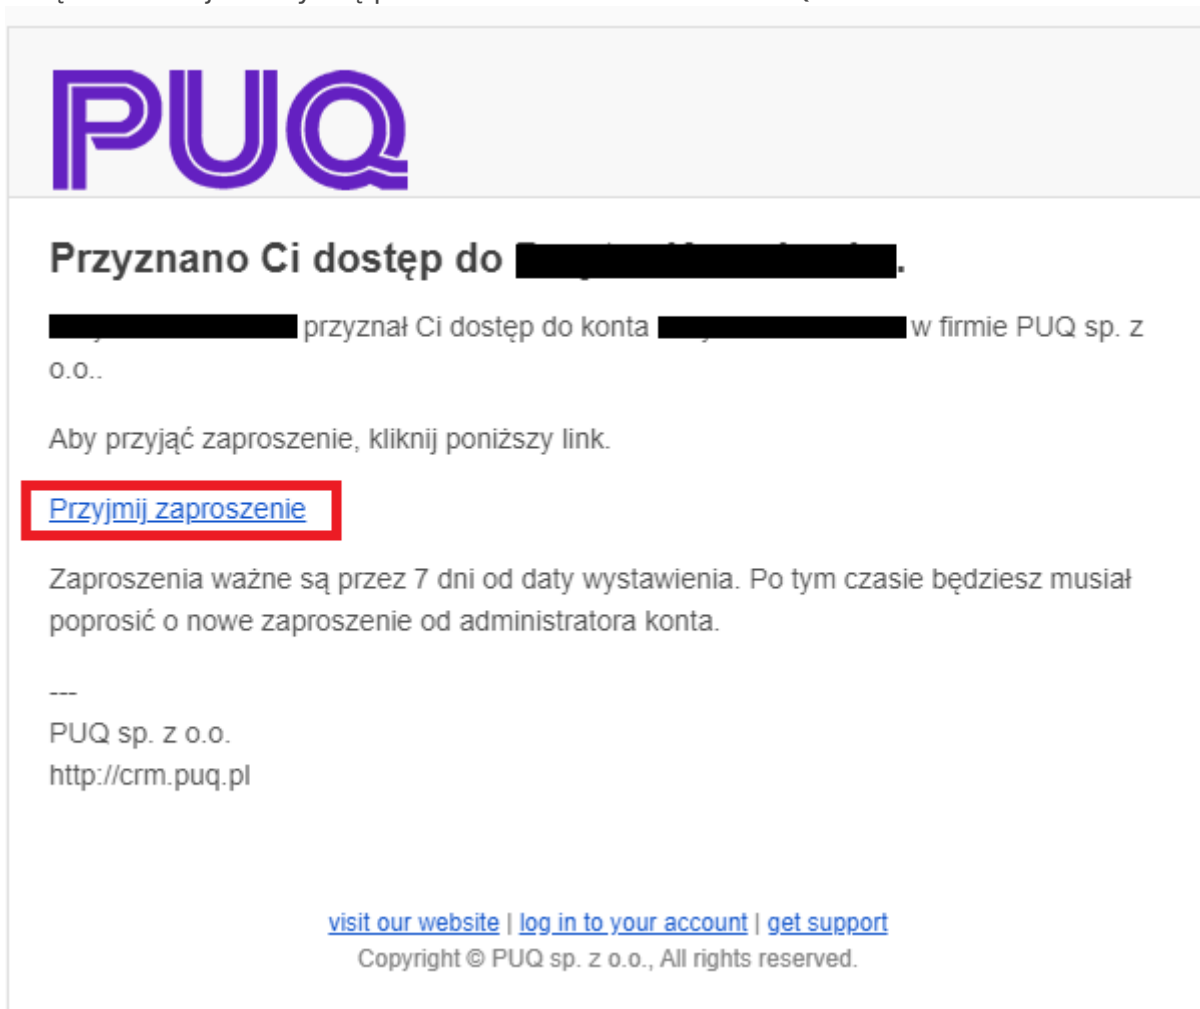 PUQ
Przyznano Ci dostęp do .
przyznał Ci dostęp do konta w firmie PUQ sp. z
o.o..
Aby przyjąć zaproszenie, kliknij poniższy link.
Przyjmij zaproszenie
Zaproszenia ważne są przez 7 dni od daty wystawienia. Po tym czasie będziesz musiał
poprosić o nowe zaproszenie od administratora konta.
---
PUQ sp. z o.o.
http://crm.puq.pl
visit our website | log in to your account | get support
Copyright © PUQ sp. z o.o., All rights reserved.